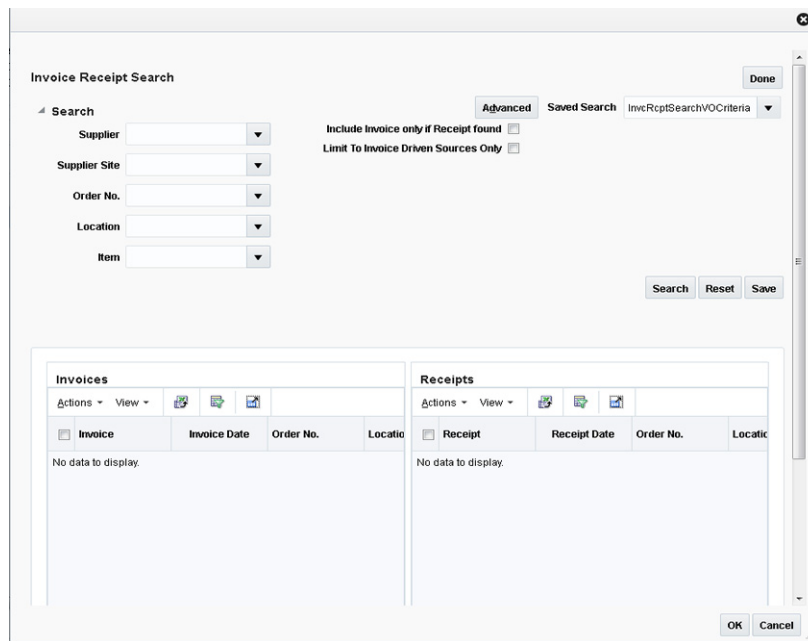 Invoice Receipt Search
Done
Search
Advanced
Saved Search
InvcRcptSearchVOCriteria
Supplier
Include Invoice only if Receipt found
Limit To Invoice Driven Sources Only
Supplier Site
Order No.
Location
Item
Search
Reset
Save
Invoices
Actions
View
Invoice
Invoice Date
Order No.
Locatio
No data to display.
Receipts
Actions
View
Receipt
Receipt Date
Order No.
Locatic
No data to display.
OK
Cancel